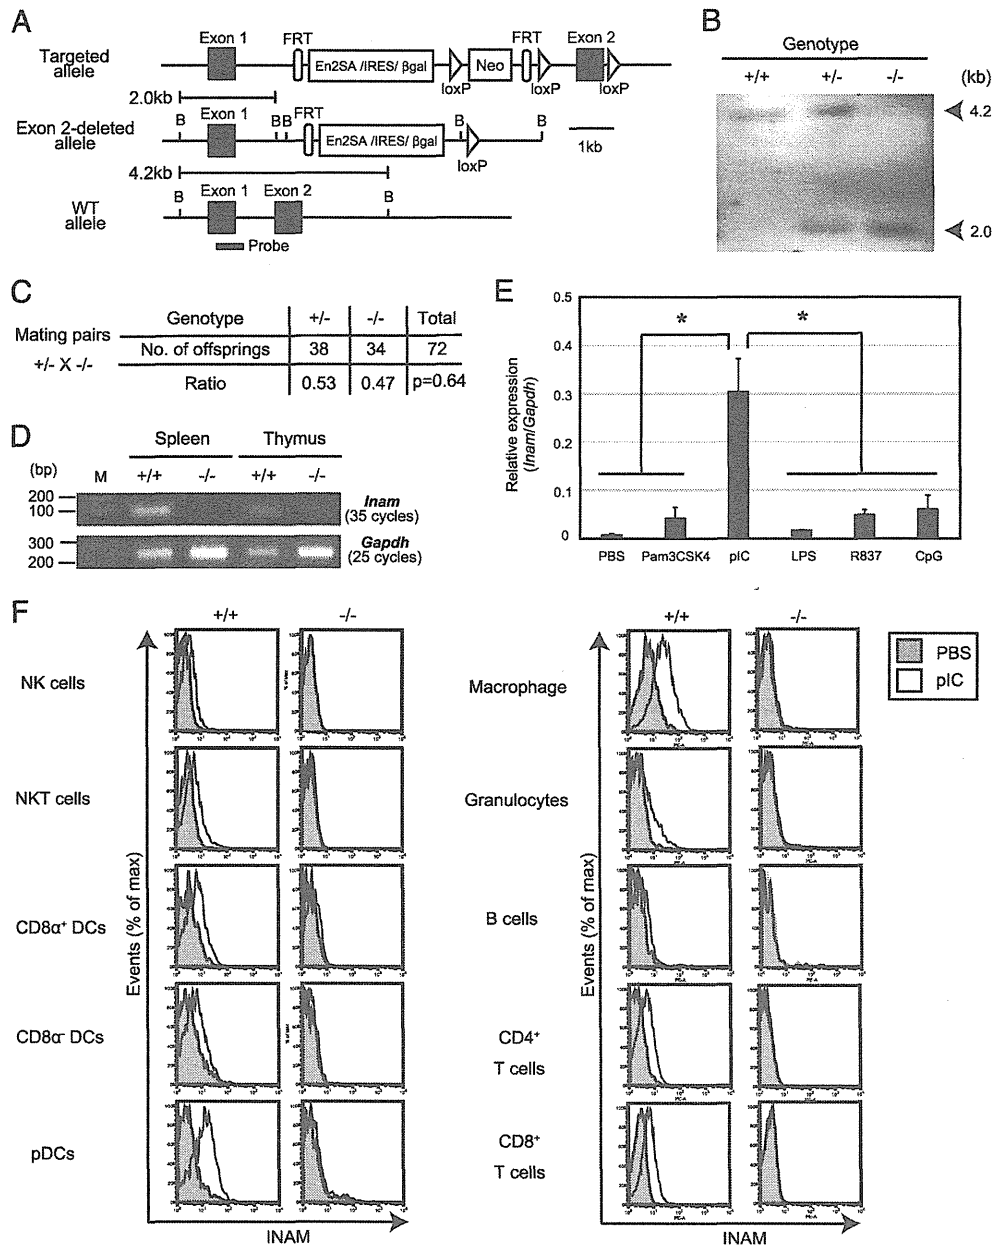 A
Targeted allele
Exon 1
FRT
En2SA /IRES/ βgal
loxP
Neo
FRT
loxP
Exon 2
loxP
2.0kb
Exon 2-deleted allele
B
Exon 1
B B
FRT
En2SA /IRES/ βgal
B
loxP
B
1kb
4.2kb
WT allele
B
Exon 1
Exon 2
B
Probe
B
Genotype
+/+ +/- -/- (kb)
4.2
2.0
C
Mating pairs
+/- X -/-
Genotype +/- -/- Total
No. of offsprings 38 34 72
Ratio 0.53 0.47 p=0.64
D
Spleen Thymus
(bp) M +/+ -/- +/+ -/-
200
100
Inam
(35 cycles)
300
200
Gapdh
(25 cycles)
E
Relative expression
(Inam/Gapdh)
0.5
0.4
0.3
0.2
0.1
0
* *
PBS Pam3CSK4 pIC LPS R837 CpG
F
+/+ -/-
NK cells
NKT cells
CD8α⁺ DCs
CD8α⁻ DCs
pDCs
Events (% of max)
INAM
+/+ -/-
Macrophage
Granulocytes
B cells
CD4⁺
T cells
CD8⁺
T cells
Events (% of max)
INAM
PBS
pIC